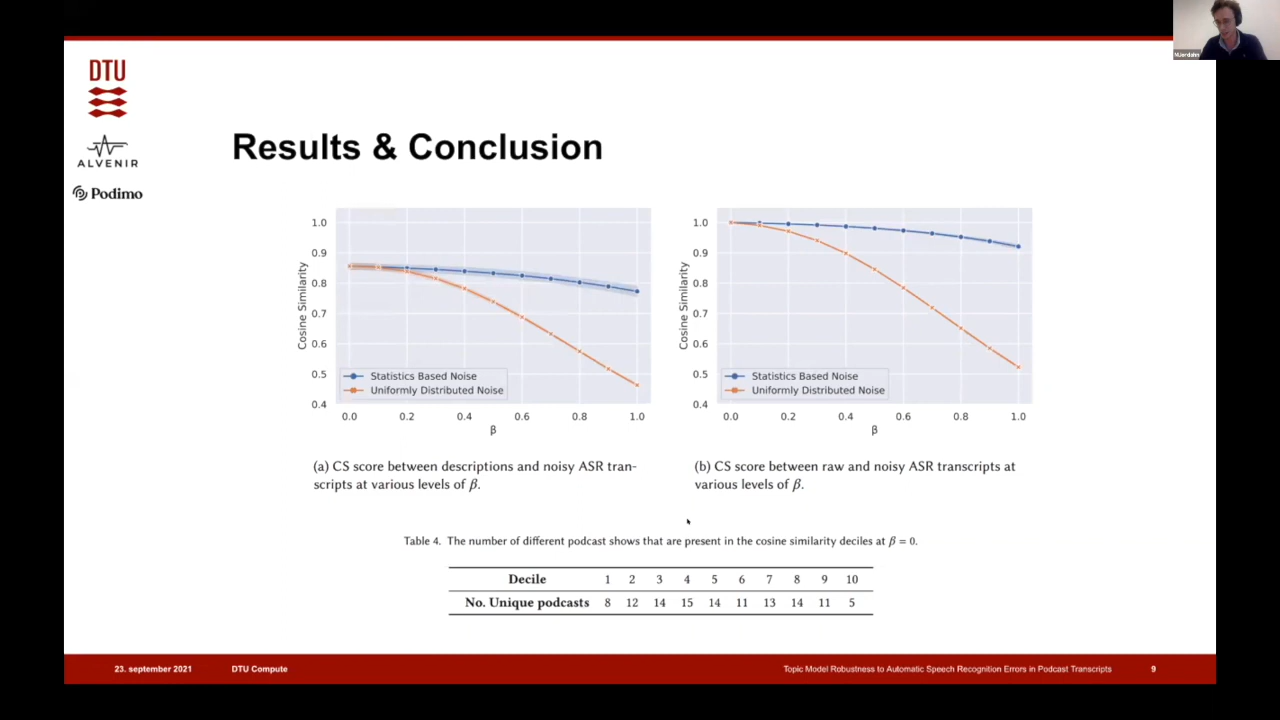 DTU
ALVENIR
Podimo
Results & Conclusion
1.0
0.9
0.8
0.7
0.6
0.5
0.4
Cosine Similarity
Statistics Based Noise
Uniformly Distributed Noise
0.0 0.2 0.4 0.6 0.8 1.0
β
(a) CS score between descriptions and noisy ASR tran-
scripts at various levels of β.
1.0
0.9
0.8
0.7
0.6
0.5
0.4
Cosine Similarity
Statistics Based Noise
Uniformly Distributed Noise
0.0 0.2 0.4 0.6 0.8 1.0
β
(b) CS score between raw and noisy ASR transcripts at
various levels of β.
Table 4. The number of different podcast shows that are present in the cosine similarity deciles at β = 0.
Decile 1 2 3 4 5 6 7 8 9 10
No. Unique podcasts 8 12 14 15 14 11 13 14 11 5
23. september 2021 DTU Compute Topic Model Robustness to Automatic Speech Recognition Errors in Podcast Transcripts 9